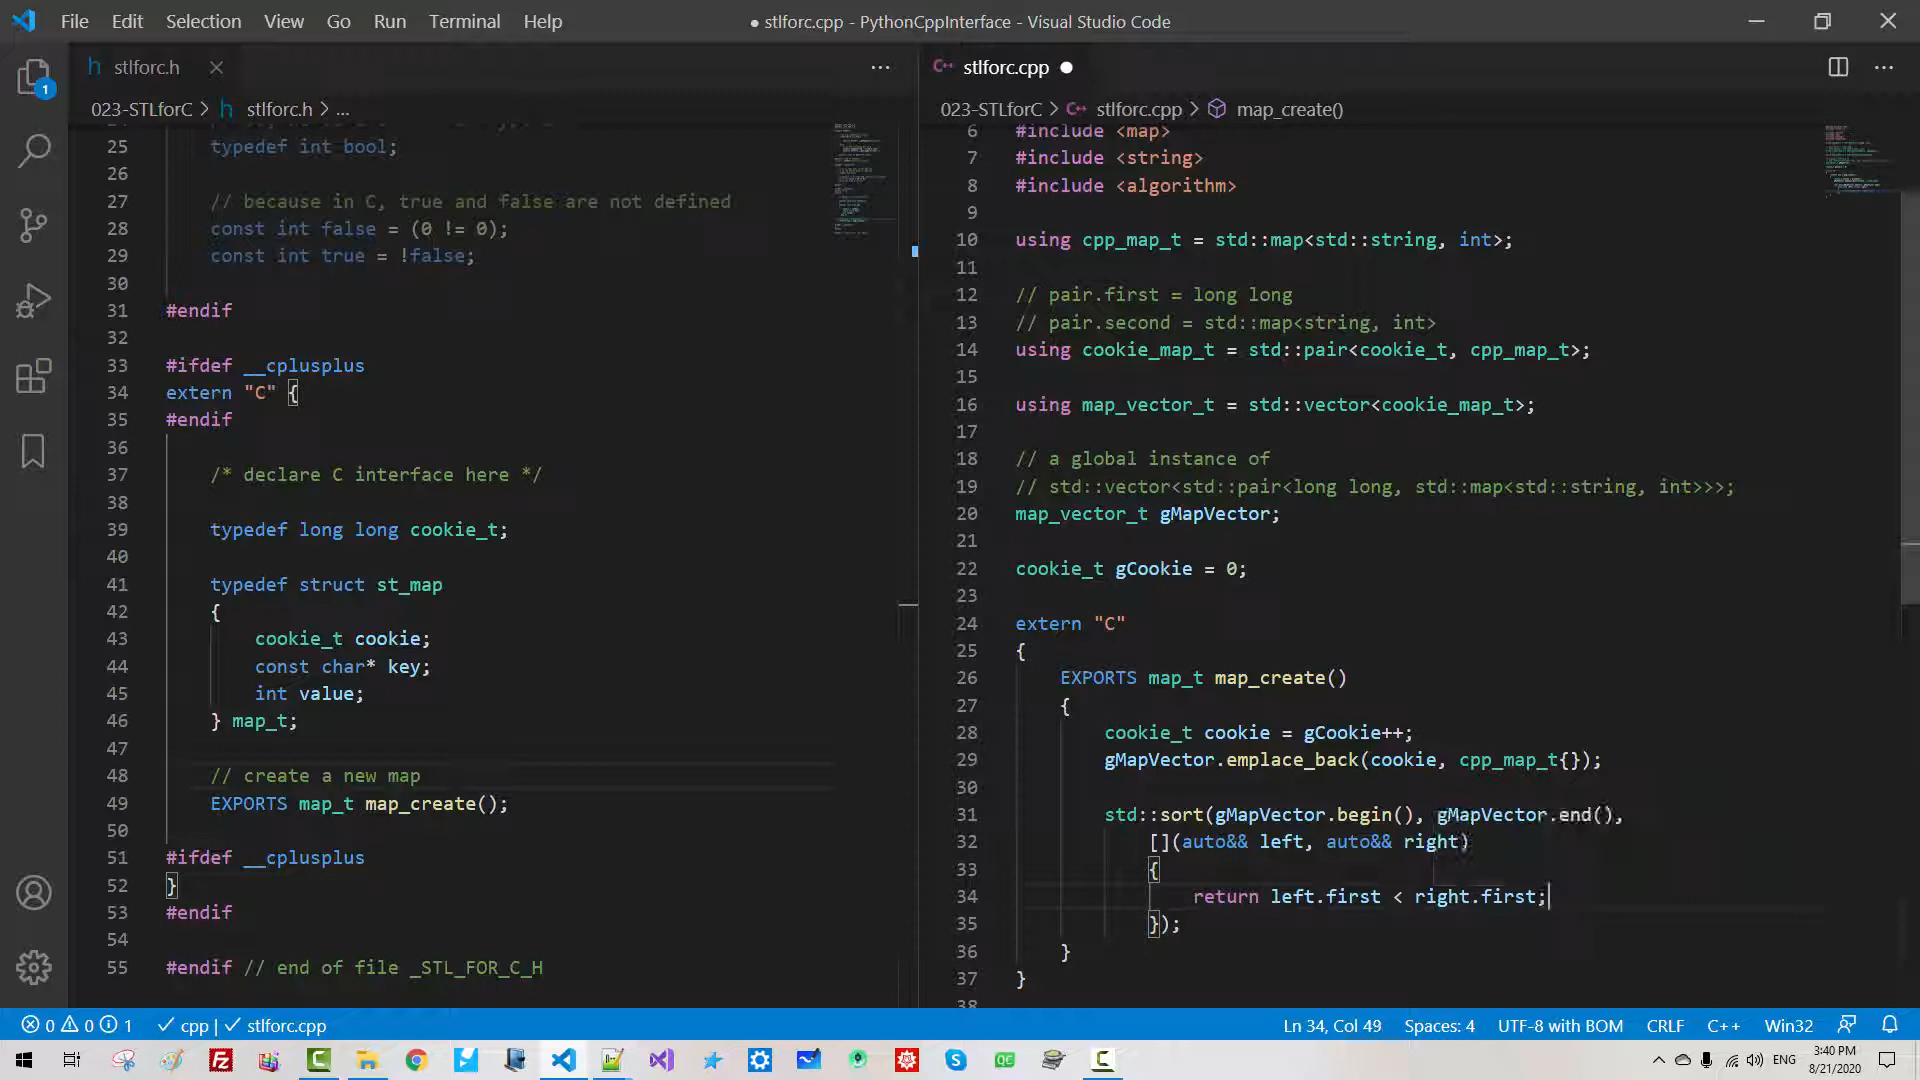 File Edit Selection View Go Run Terminal Help
● stlforc.cpp - PythonCppInterface - Visual Studio Code
h stlforc.h
023-STLforC > h stlforc.h > ...
25 typedef int bool;
26
27 // because in C, true and false are not defined
28 const int false = (0 != 0);
29 const int true = !false;
30
31 #endif
32
33 #ifdef __cplusplus
34 extern "C" {
35 #endif
36
37 /* declare C interface here */
38
39 typedef long long cookie_t;
40
41 typedef struct st_map
42 {
43 cookie_t cookie;
44 const char* key;
45 int value;
46 } map_t;
47
48 // create a new map
49 EXPORTS map_t map_create();
50
51 #ifdef __cplusplus
52 }
53 #endif
54
55 #endif // end of file _STL_FOR_C_H
C++ stlforc.cpp ●
023-STLforC > C++ stlforc.cpp > map_create()
6 #include <map>
7 #include <string>
8 #include <algorithm>
9
10 using cpp_map_t = std::map<std::string, int>;
11
12 // pair.first = long long
13 // pair.second = std::map<string, int>
14 using cookie_map_t = std::pair<cookie_t, cpp_map_t>;
15
16 using map_vector_t = std::vector<cookie_map_t>;
17
18 // a global instance of
19 // std::vector<std::pair<long long, std::map<std::string, int>>>;
20 map_vector_t gMapVector;
21
22 cookie_t gCookie = 0;
23
24 extern "C"
25 {
26 EXPORTS map_t map_create()
27 {
28 cookie_t cookie = gCookie++;
29 gMapVector.emplace_back(cookie, cpp_map_t{});
30
31 std::sort(gMapVector.begin(), gMapVector.end(),
32 [](auto&& left, auto&& right)
33 {
34 return left.first < right.first;
35 });
36 }
37 }
38
1
0 0 1 cpp | stlforc.cpp
Ln 34, Col 49 Spaces: 4 UTF-8 with BOM CRLF C++ Win32
ENG
3:40 PM
8/21/2020